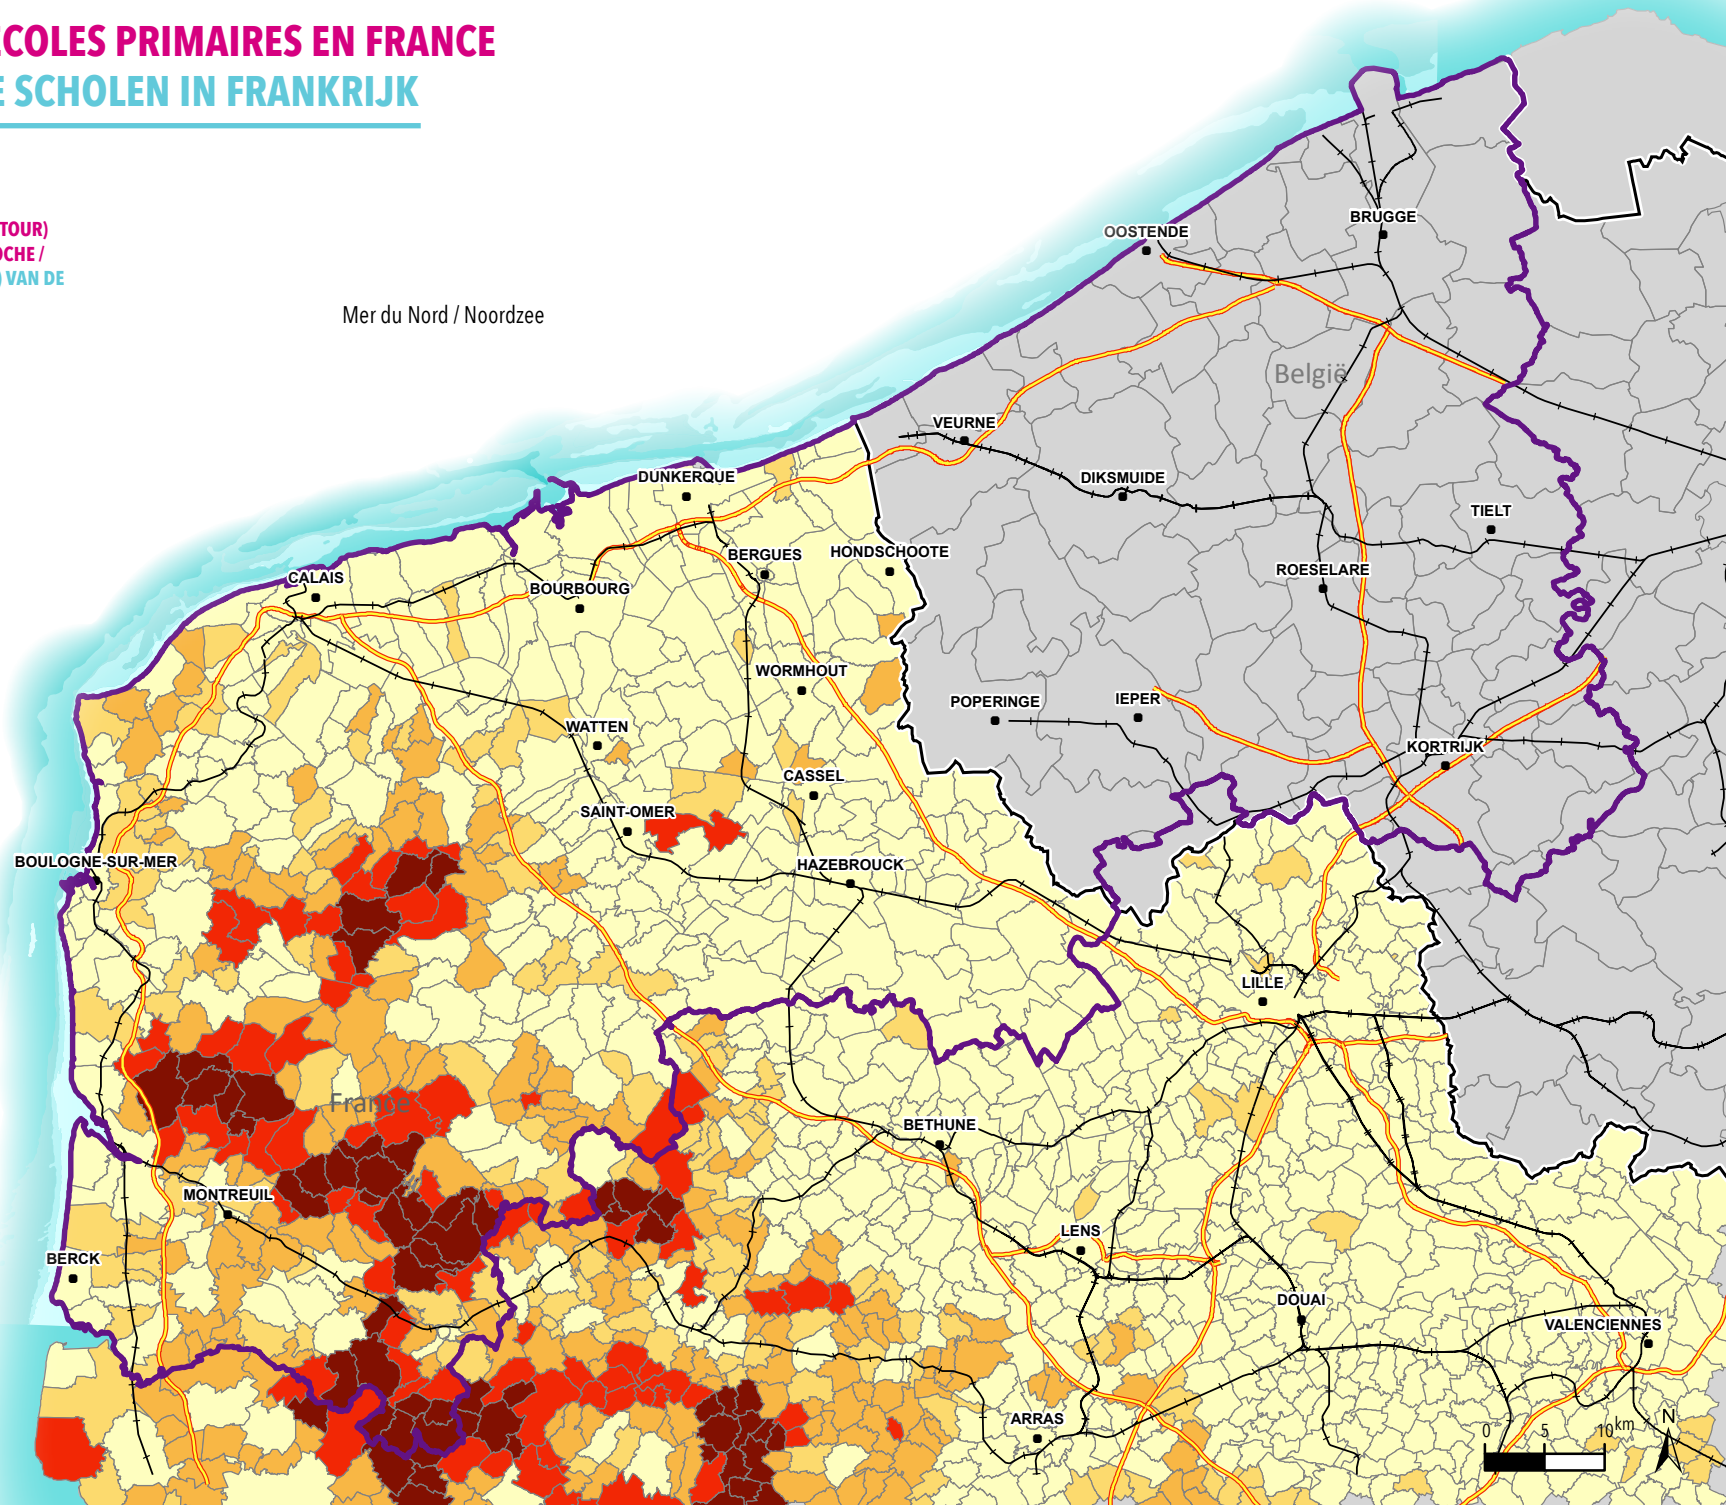 ECOLES PRIMAIRES EN FRANCE
E SCHOLEN IN FRANKRIJK
TOUR)
OCHE /
) VAN DE
Mer du Nord / Noordzee
BRUGGE
OOSTENDE
België
VEURNE
DIKSMUIDE
DUNKERQUE
TIELT
BERGUES
HONDSCHOOTE
ROESELARE
CALAIS
BOURBOURG
WORMHOUT
POPERINGE
IEPER
WATTEN
KORTRIJK
CASSEL
SAINT-OMER
BOULOGNE-SUR-MER
HAZEBROUCK
LILLE
France
BETHUNE
MONTREUIL
LENS
BERCK
DOUAI
VALENCIENNES
ARRAS
0 5 10 km
N